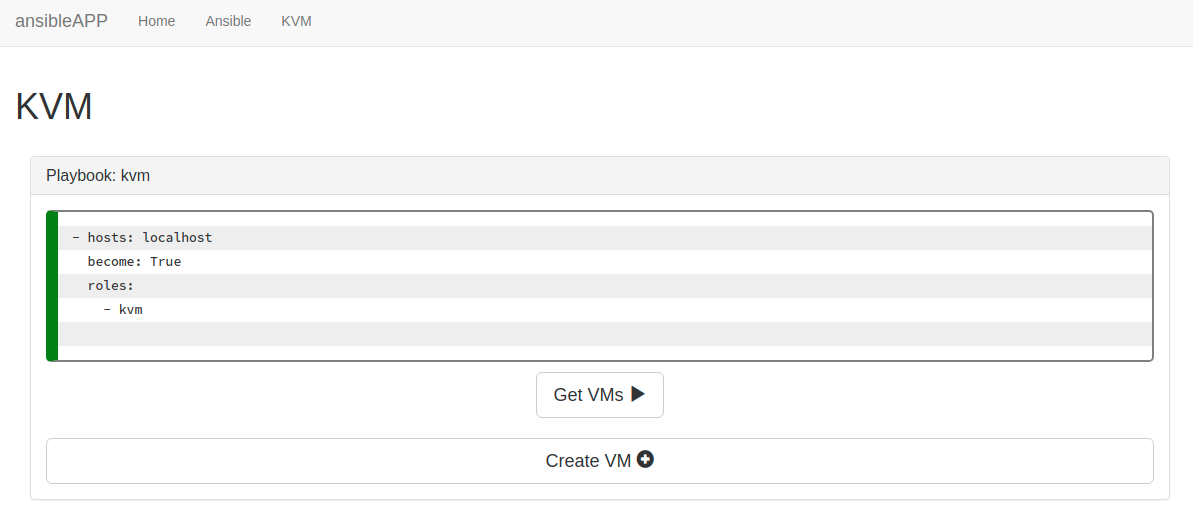 ansibleAPP Home Ansible KVM
KVM
Playbook: kvm
- hosts: localhost
  become: True
  roles:
    - kvm
Get VMs
Create VM